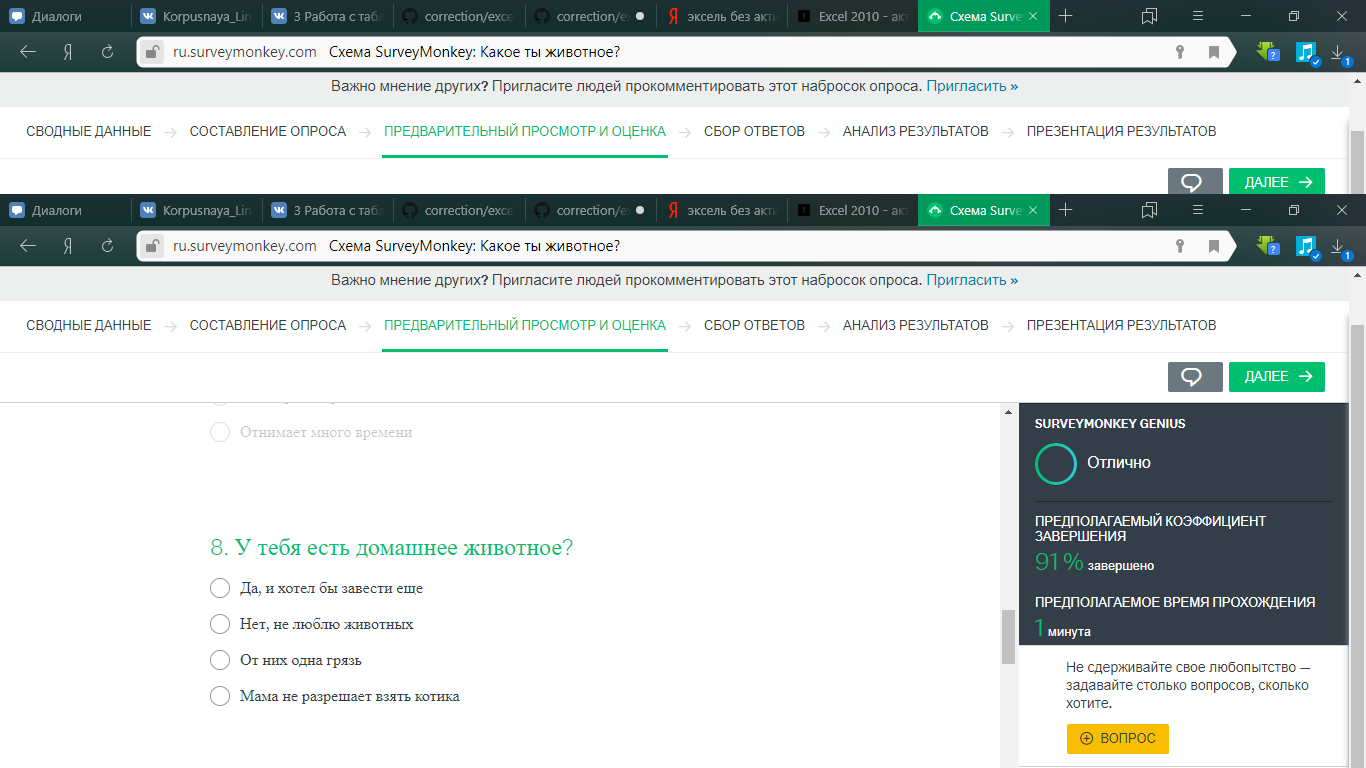 Диалоги
Korpusnaya_Lin
3 Работа с табл
correction/exce
correction/ex
эксель без акти
Excel 2010 - акт
Схема Surve
ru.surveymonkey.com Схема SurveyMonkey: Какое ты животное?
Важно мнение других? Пригласите людей прокомментировать этот набросок опроса. Пригласить »
СВОДНЫЕ ДАННЫЕ СОСТАВЛЕНИЕ ОПРОСА ПРЕДВАРИТЕЛЬНЫЙ ПРОСМОТР И ОЦЕНКА СБОР ОТВЕТОВ АНАЛИЗ РЕЗУЛЬТАТОВ ПРЕЗЕНТАЦИЯ РЕЗУЛЬТАТОВ
ДАЛЕЕ
Диалоги
Korpusnaya_Lin
3 Работа с табл
correction/exce
correction/ex
эксель без акти
Excel 2010 - акт
Схема Surve
ru.surveymonkey.com Схема SurveyMonkey: Какое ты животное?
Важно мнение других? Пригласите людей прокомментировать этот набросок опроса. Пригласить »
СВОДНЫЕ ДАННЫЕ СОСТАВЛЕНИЕ ОПРОСА ПРЕДВАРИТЕЛЬНЫЙ ПРОСМОТР И ОЦЕНКА СБОР ОТВЕТОВ АНАЛИЗ РЕЗУЛЬТАТОВ ПРЕЗЕНТАЦИЯ РЕЗУЛЬТАТОВ
ДАЛЕЕ
Отнимает много времени
8. У тебя есть домашнее животное?
Да, и хотел бы завести еще
Нет, не люблю животных
От них одна грязь
Мама не разрешает взять котика
SURVEYMONKEY GENIUS
Отлично
ПРЕДПОЛАГАЕМЫЙ КОЭФФИЦИЕНТ
ЗАВЕРШЕНИЯ
91% завершено
ПРЕДПОЛАГАЕМОЕ ВРЕМЯ ПРОХОЖДЕНИЯ
1 минута
Не сдерживайте свое любопытство —
задавайте столько вопросов, сколько
хотите.
ВОПРОС